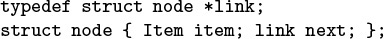 typedef struct node *link;
struct node { Item item; link next; };